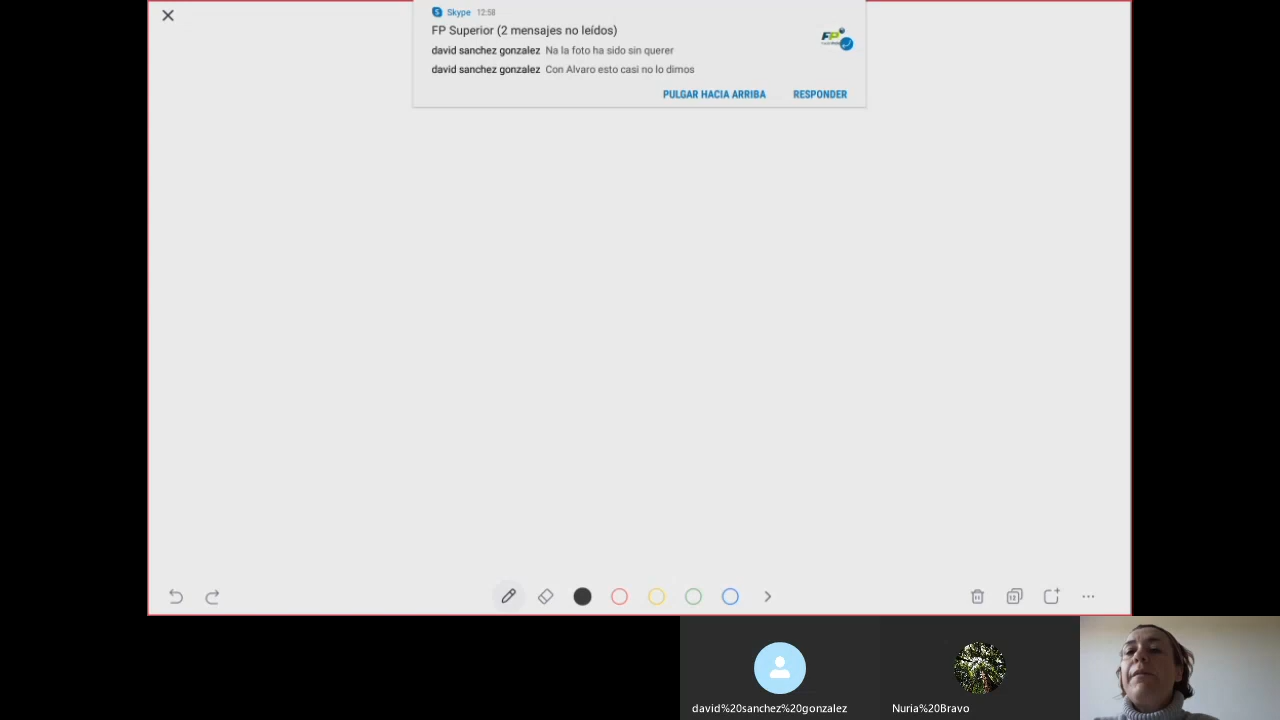 Skype 12:58
FP Superior (2 mensajes no leídos)
david sanchez gonzalez Na la foto ha sido sin querer
david sanchez gonzalez Con Alvaro esto casi no lo dimos
FP
PULGAR HACIA ARRIBA RESPONDER
david%20sanchez%20gonzalez
Nuria%20Bravo